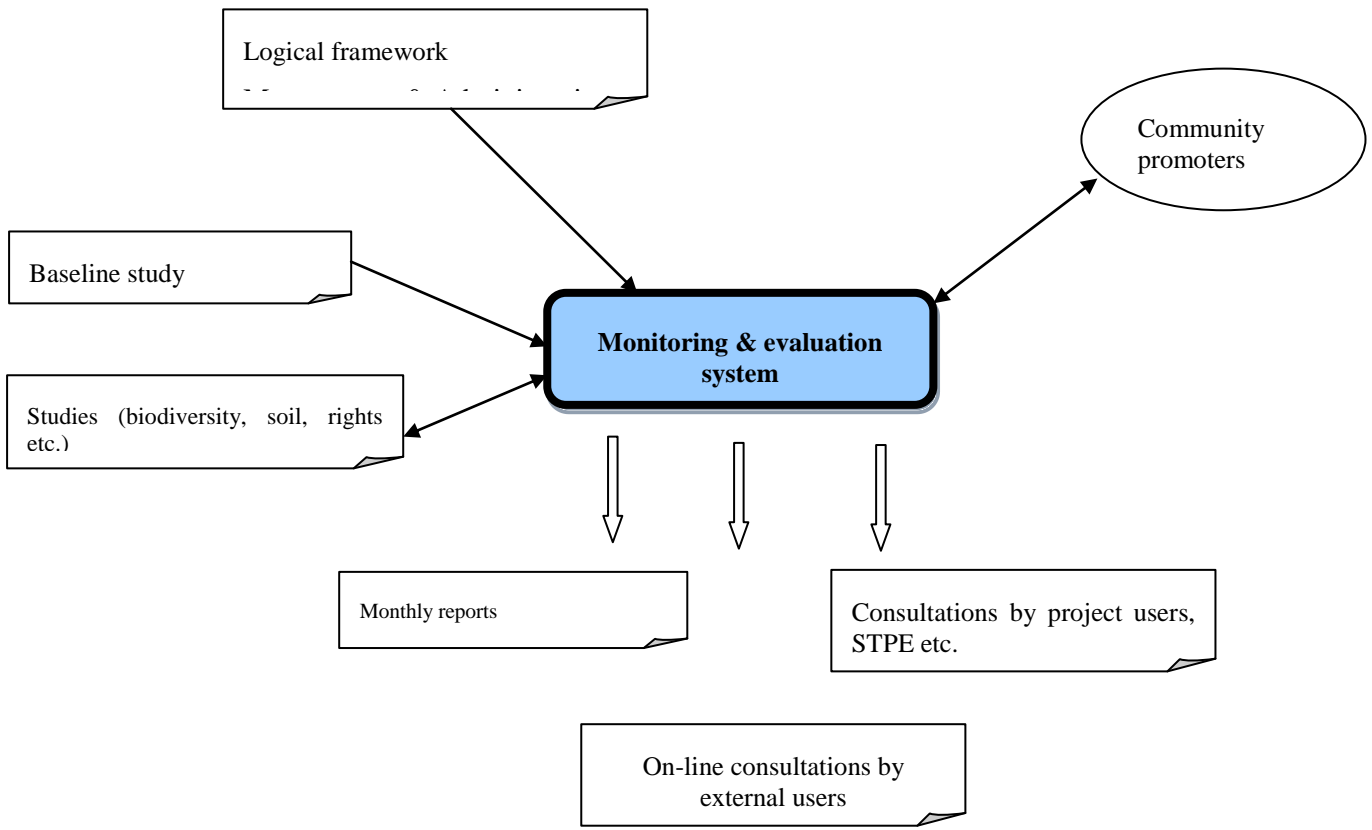 Logical framework
Community
promoters
Baseline study
Monitoring & evaluation
system
Studies (biodiversity, soil, rights
etc.)
Monthly reports
Consultations by project users,
STPE etc.
On-line consultations by
external users